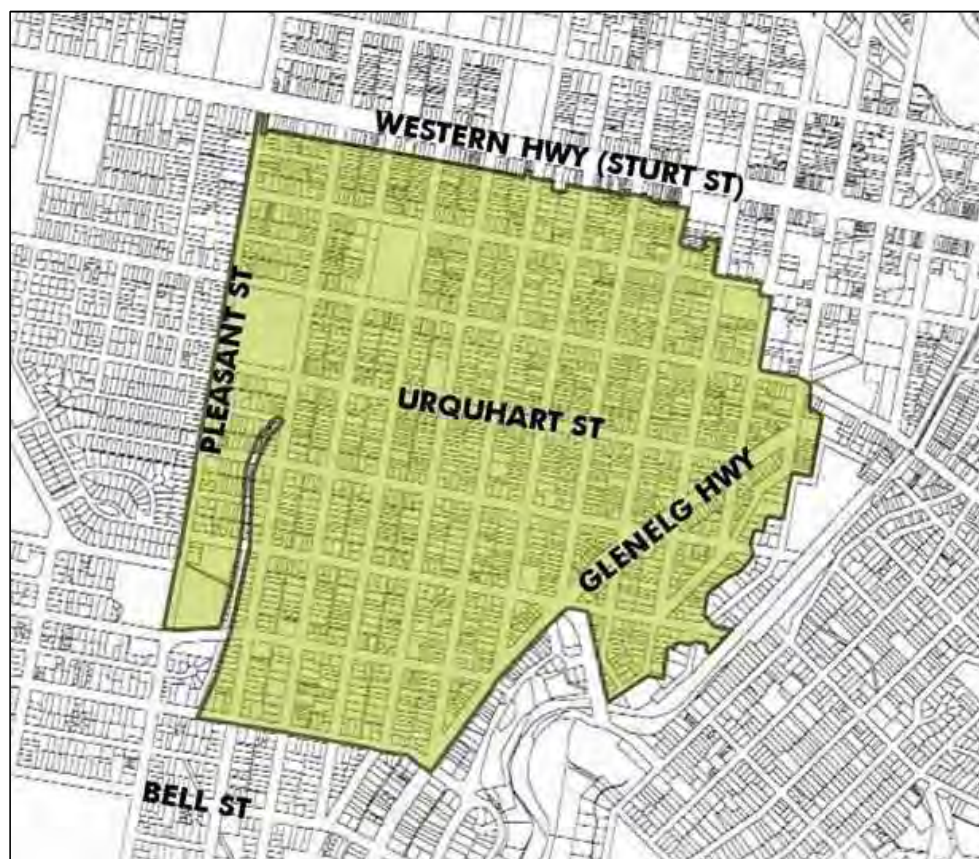 WESTERN HWY (STURT ST)
PLEASANT ST
URQUHART ST
GLENELG HWY
BELL ST